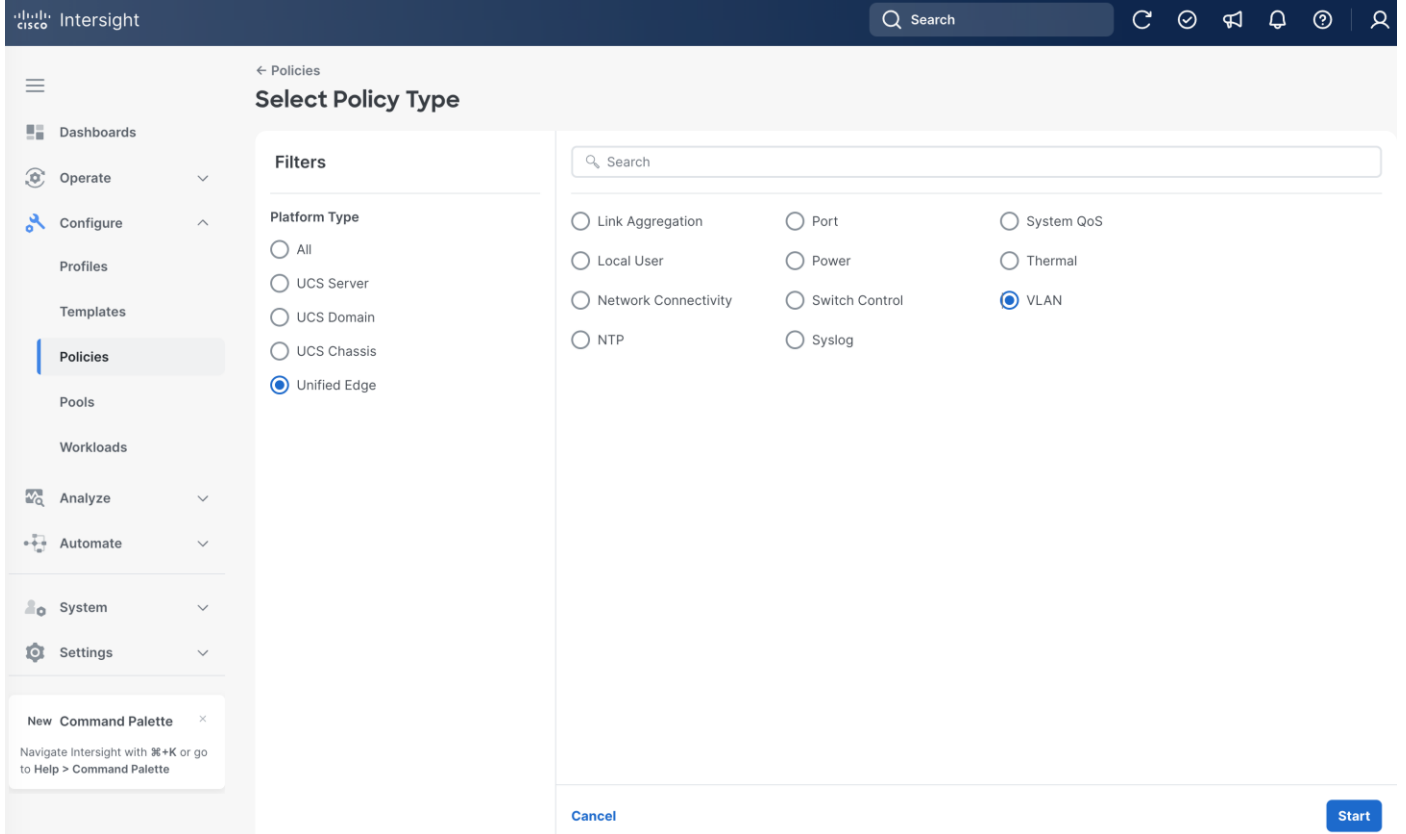 CISCO Intersight
Search
← Policies
Select Policy Type
Dashboards
Operate
Configure
Profiles
Templates
Policies
Pools
Workloads
Analyze
Automate
System
Settings
New Command Palette ×
Navigate Intersight with ⌘+K or go
to Help > Command Palette
Filters
Platform Type
All
UCS Server
UCS Domain
UCS Chassis
Unified Edge
Search
Link Aggregation Port System QoS
Local User Power Thermal
Network Connectivity Switch Control VLAN
NTP Syslog
Cancel Start